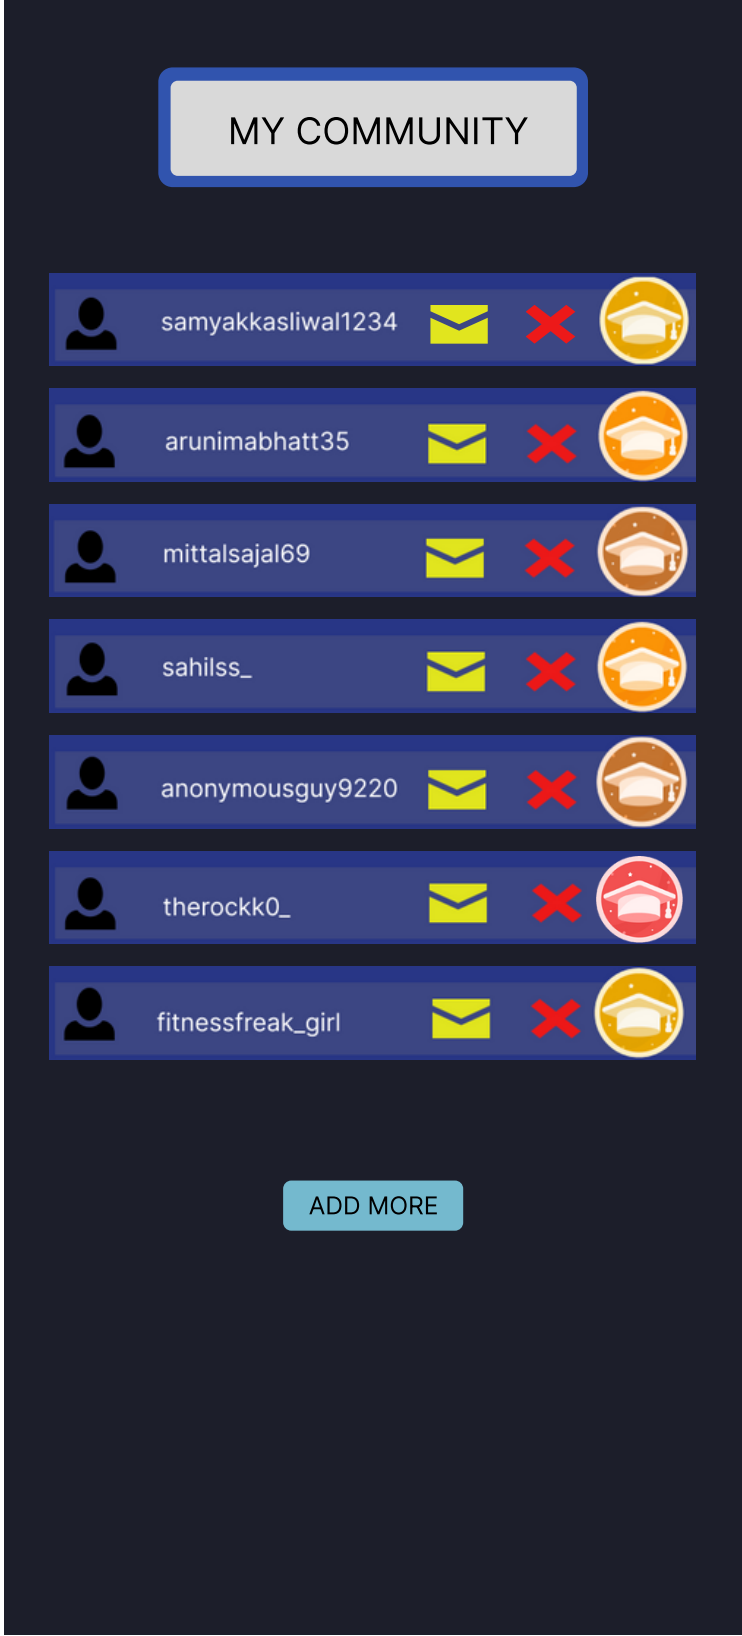 MY COMMUNITY
samyakkasliwal1234
arunimabhatt35
mittalsajal69
sahilss_
anonymousguy9220
therockk0_
fitnessfreak_girl
ADD MORE